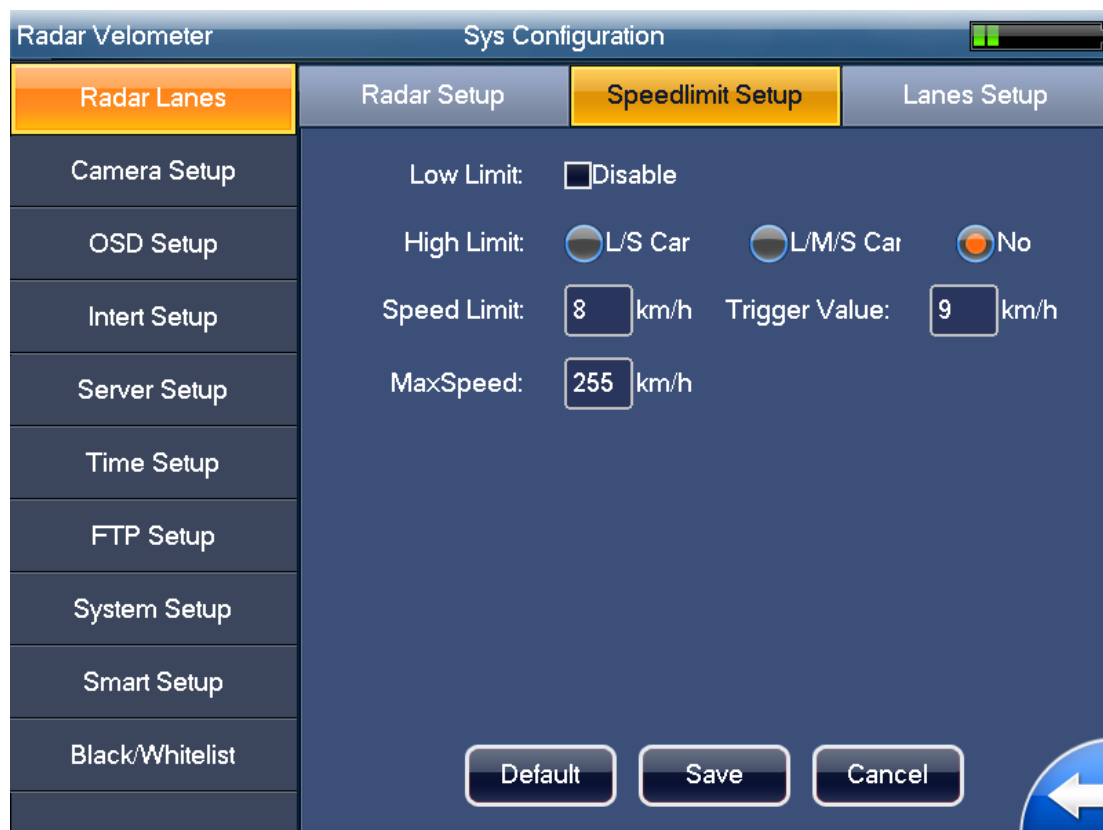 Radar Velometer Sys Configuration
Radar Lanes Radar Setup Speedlimit Setup Lanes Setup
Camera Setup Low Limit: Disable
OSD Setup High Limit: L/S Car L/M/S Car No
Intert Setup Speed Limit: 8 km/h Trigger Value: 9 km/h
Server Setup MaxSpeed: 255 km/h
Time Setup
FTP Setup
System Setup
Smart Setup
Black/Whitelist Default Save Cancel